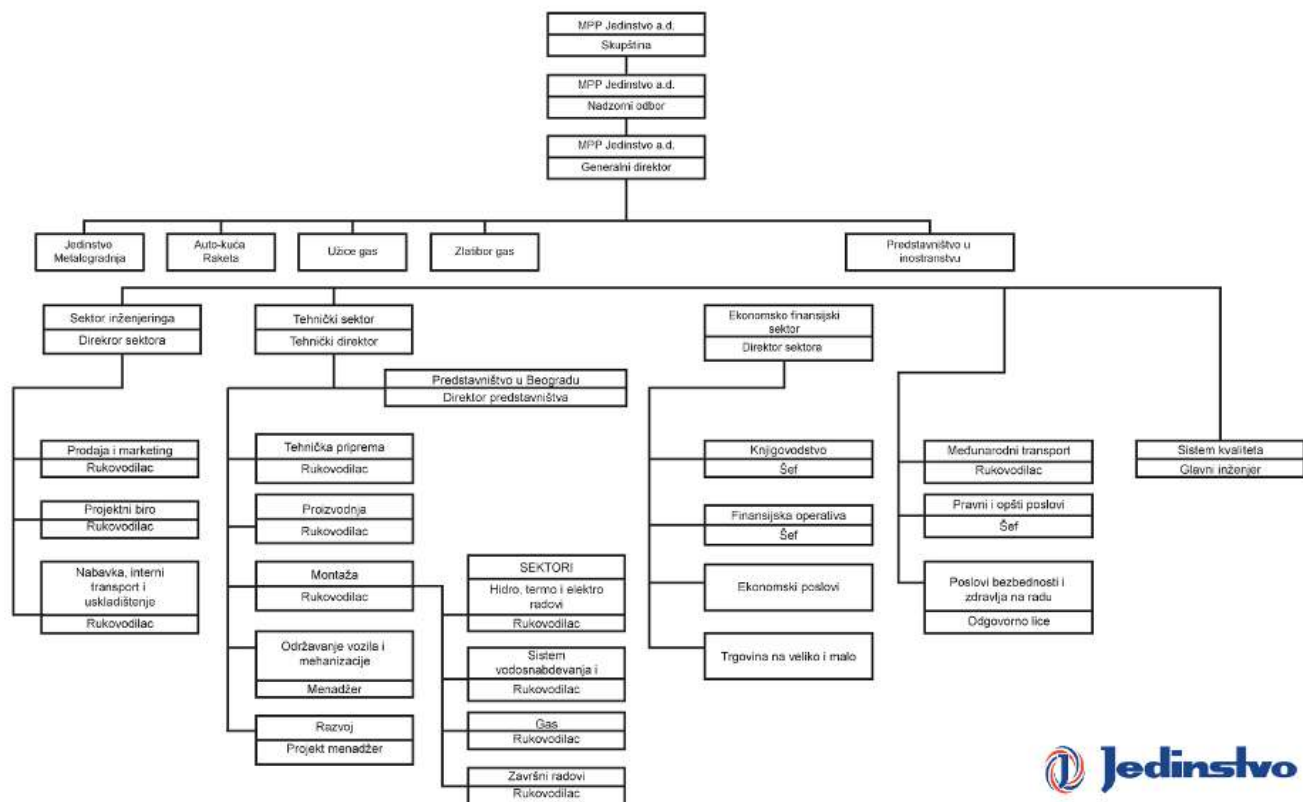 MPP Jedinstvo a.d.
Skupština
MPP Jedinstvo a.d.
Nadzorni odbor
MPP Jedinstvo a.d.
Generalni direktor
Jedinstvo
Metalogradnja
Auto-kuća
Raketa
Užice gas
Zlatibor gas
Predstavništvo u
inostranstvu
Sektor inženjeringa
Direkror sektora
Tehnički sektor
Tehnički direktor
Ekonomsko finansijski
sektor
Direktor sektora
Predstavništvo u Beogradu
Direktor predstavništva
Prodaja i marketing
Rukovodilac
Projektni biro
Rukovodilac
Nabavka, interni
transport i
uskladištenje
Rukovodilac
Tehnička priprema
Rukovodilac
Proizvodnja
Rukovodilac
Montaža
Rukovodilac
Održavanje vozila i
mehanizacije
Menadžer
Razvoj
Projekt menadžer
SEKTORI
Hidro, termo i elektro
radovi
Rukovodilac
Sistem
vodosnabdevanja i
Rukovodilac
Gas
Rukovodilac
Završni radovi
Rukovodilac
Knjigovodstvo
Šef
Finansijska operativa
Šef
Ekonomski poslovi
Trgovina na veliko i malo
Međunarodni transport
Rukovodilac
Pravni i opšti poslovi
Šef
Poslovi bezbednosti i
zdravlja na radu
Odgovorno lice
Sistem kvaliteta
Glavni inženjer
Jedinstvo